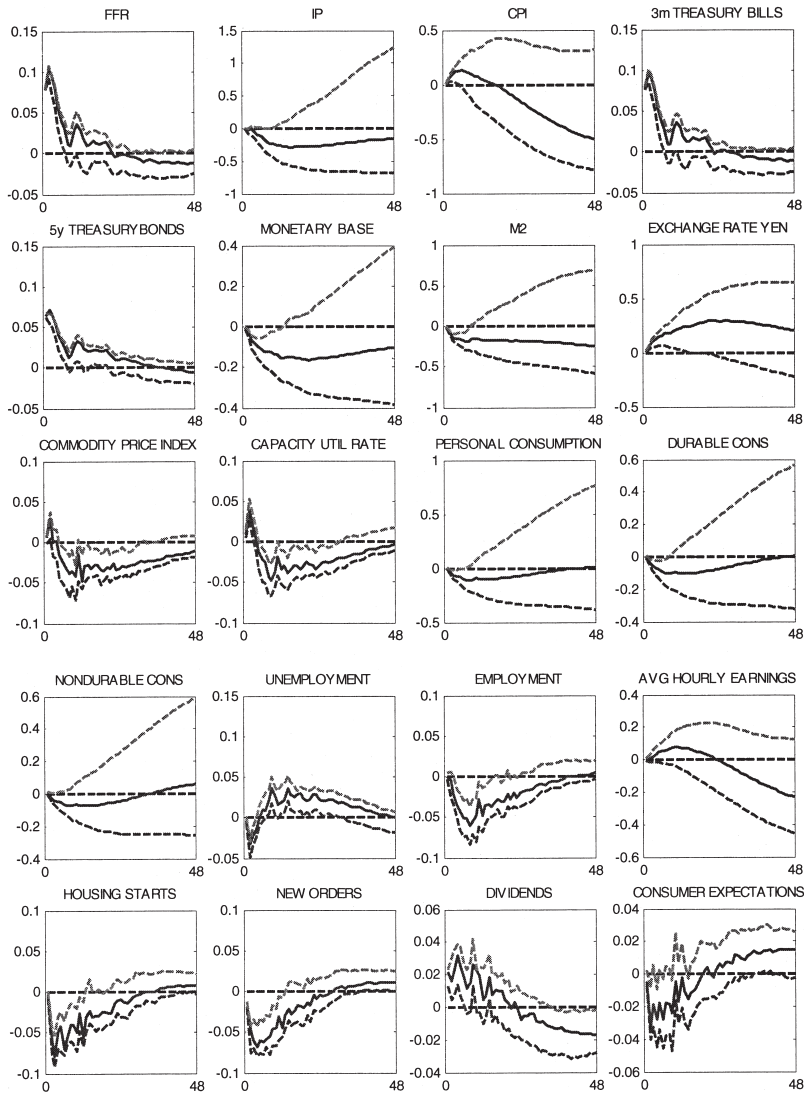 FFR IP CPI 3m TREASURY BILLS
0.15 1.5 0.5 0.15
0.1 1 0.1
0.05 0.5 0 0.05
0 0 -0.5 0
-0.5
-0.05 -1 -1 -0.05
0 48 0 48 0 48 0 48
5y TREASURY BONDS MONETARY BASE M2 EXCHANGE RATE YEN
0.15 0.4 1 1
0.1 0.2 0.5 0.5
0.05 0 0
0 -0.2 -0.5 0
-0.05 -0.4 -1 -0.5
0 48 0 48 0 48 0 48
COMMODITY PRICE INDEX CAPACITY UTIL RATE PERSONAL CONSUMPTION DURABLE CONS
0.1 0.1 1 0.6
0.05 0.05 0.5 0.4
0.2
0 0 0 0
-0.05 -0.05 -0.2
-0.1 -0.1 -0.5 -0.4
0 48 0 48 0 48 0 48
NONDURABLE CONS UNEMPLOYMENT EMPLOYMENT AVG HOURLY EARNINGS
0.6 0.15 0.1 0.4
0.4 0.1 0.05 0.2
0.2 0.05 0 0
0 0 -0.05 -0.2
-0.2 -0.4
-0.4 -0.05 -0.1 -0.6
0 48 0 48 0 48 0 48
HOUSING STARTS NEW ORDERS DIVIDENDS CONSUMER EXPECTATIONS
0.1 0.1 0.06 0.04
0.05 0.05 0.04 0.02
0.02 0
0 0 0 -0.02
-0.05 -0.05 -0.02 -0.04
-0.1 -0.1 -0.04 -0.06
0 48 0 48 0 48 0 48